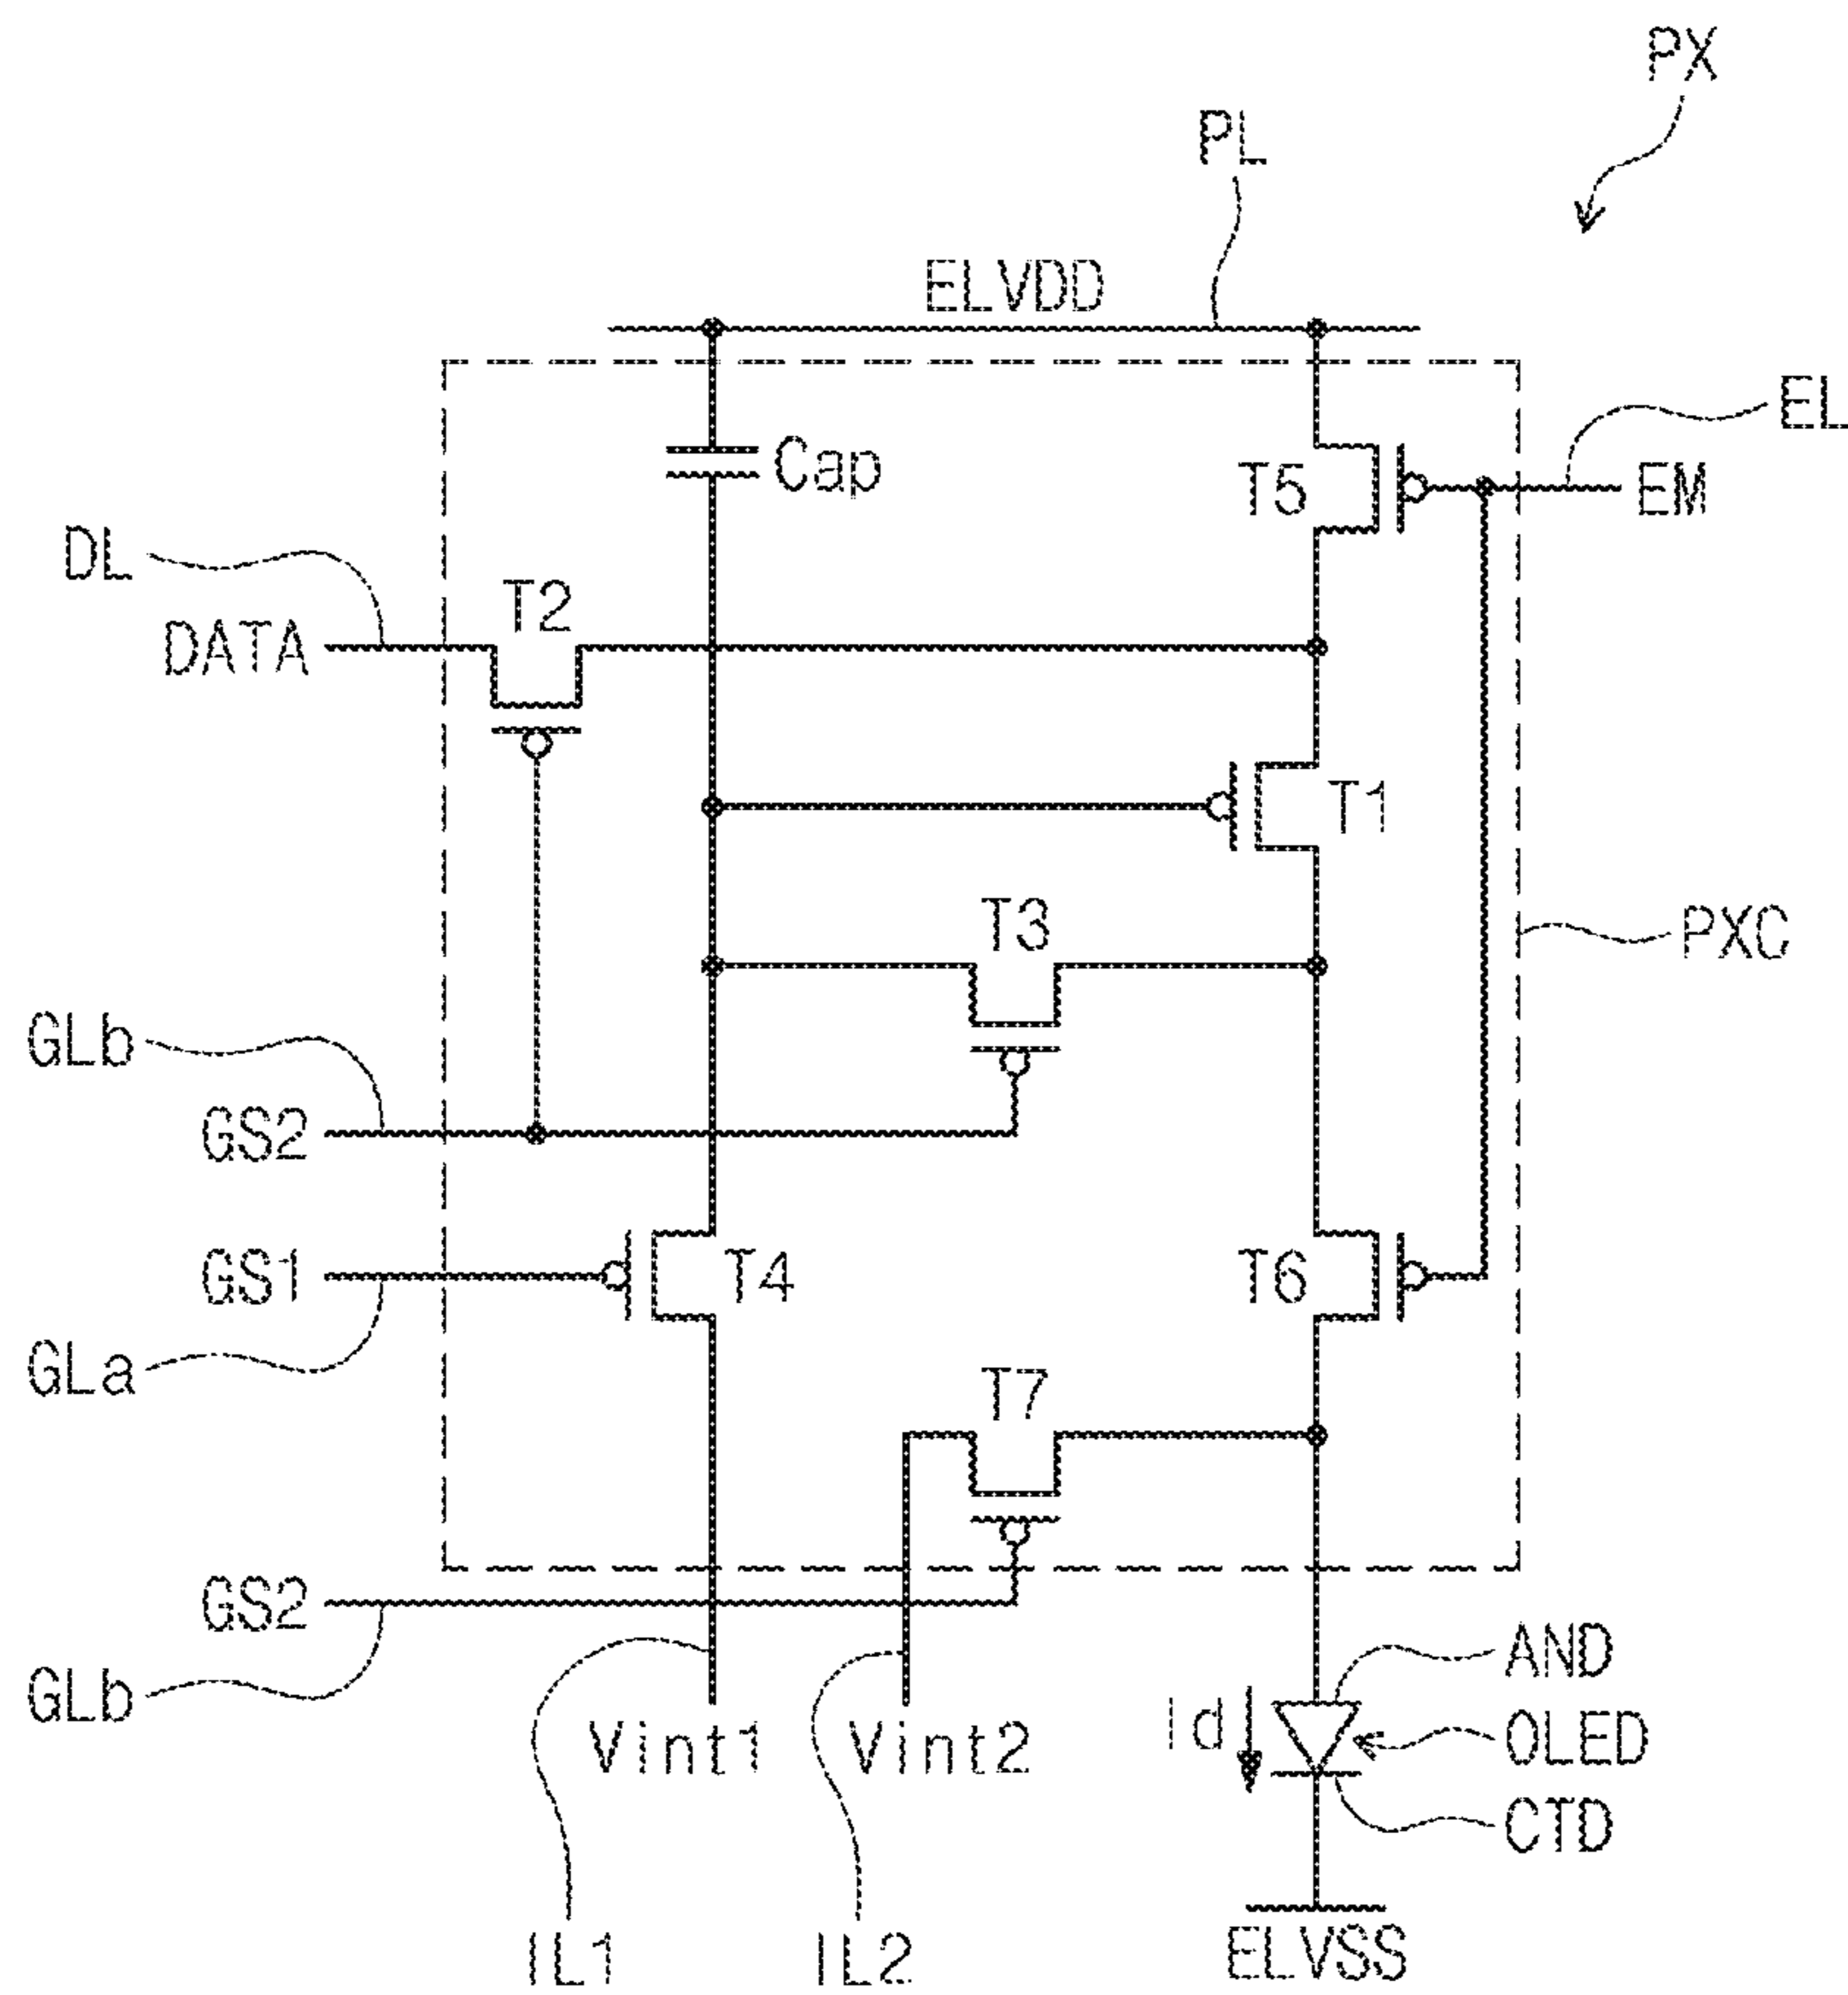 PX
PL
ELVDD
EL
Cap
T5
EM
DL
T2
DATA
T1
T3
PXC
GLb
GS2
GS1
T4
T6
GLa
T7
GS2
AND
GLb
Id
OLED
Vint1
Vint2
CTD
IL1
IL2
ELVSS